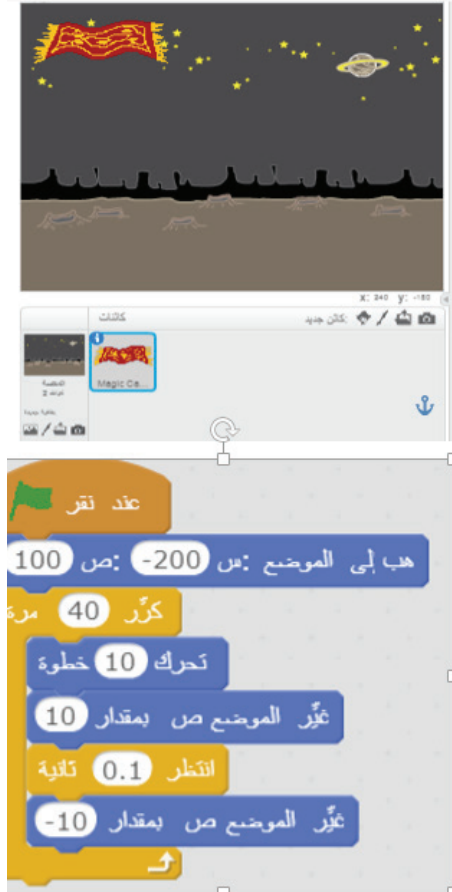 X: 240 y: -180
كائنات
كائن جديد:
المنصة
Magic Ca...
عند نقر
هب إلى الموضع س: -200 ص: 100
كرِّر 40 مرة
تحرك 10 خطوة
غيِّر الموضع ص بمقدار 10
انتظر 0.1 ثانية
غيِّر الموضع ص بمقدار -10